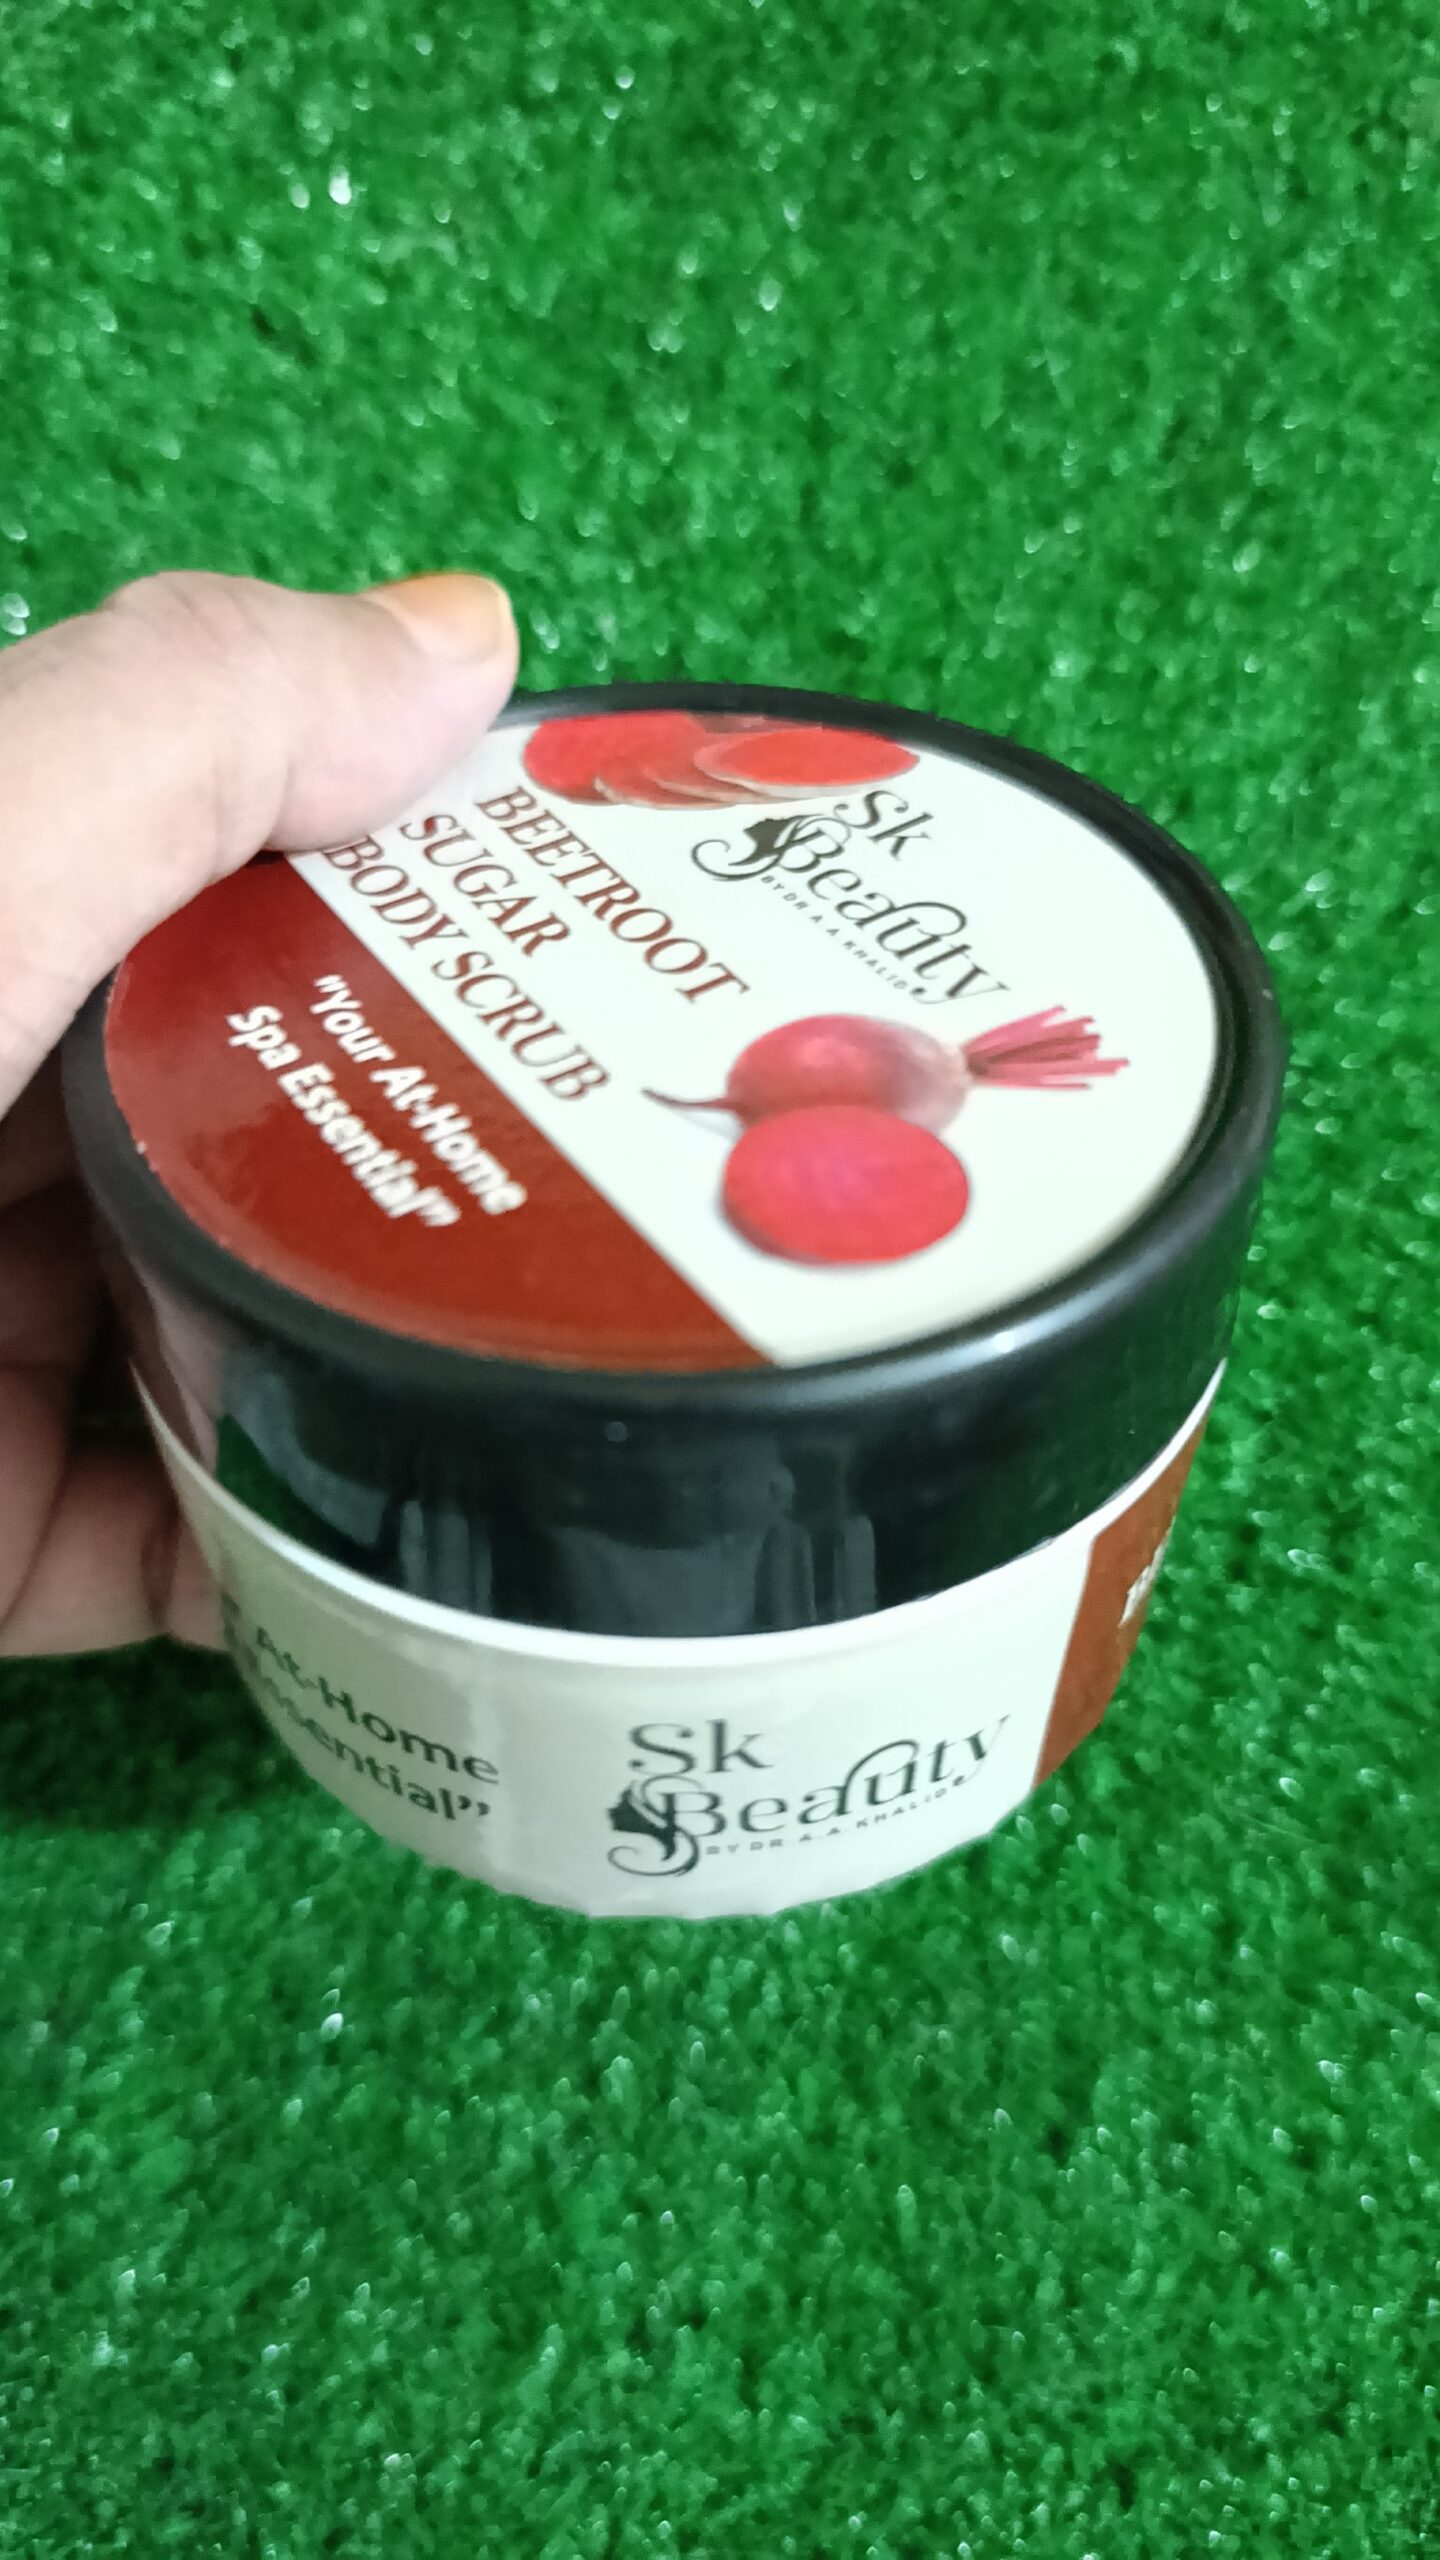 Sk
Beauty
BY DR A.A. KHALID
BEETROOT
SUGAR
BODY SCRUB
"Your At-Home
Spa Essential"
At-Home
Essential"
Sk
Beauty
BY DR A.A. KHALID